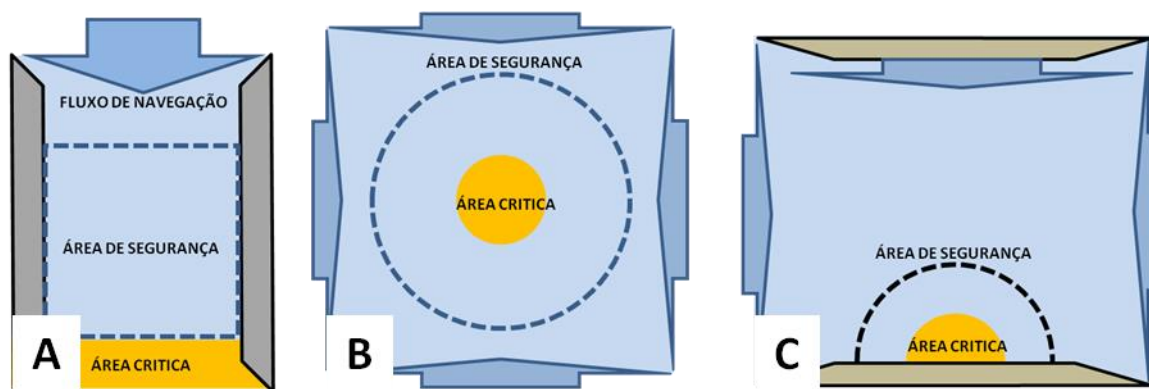 FLUXO DE NAVEGAÇÃO
ÁREA DE SEGURANÇA
ÁREA CRITICA
A
ÁREA DE SEGURANÇA
ÁREA CRITICA
B
ÁREA DE SEGURANÇA
ÁREA CRITICA
C